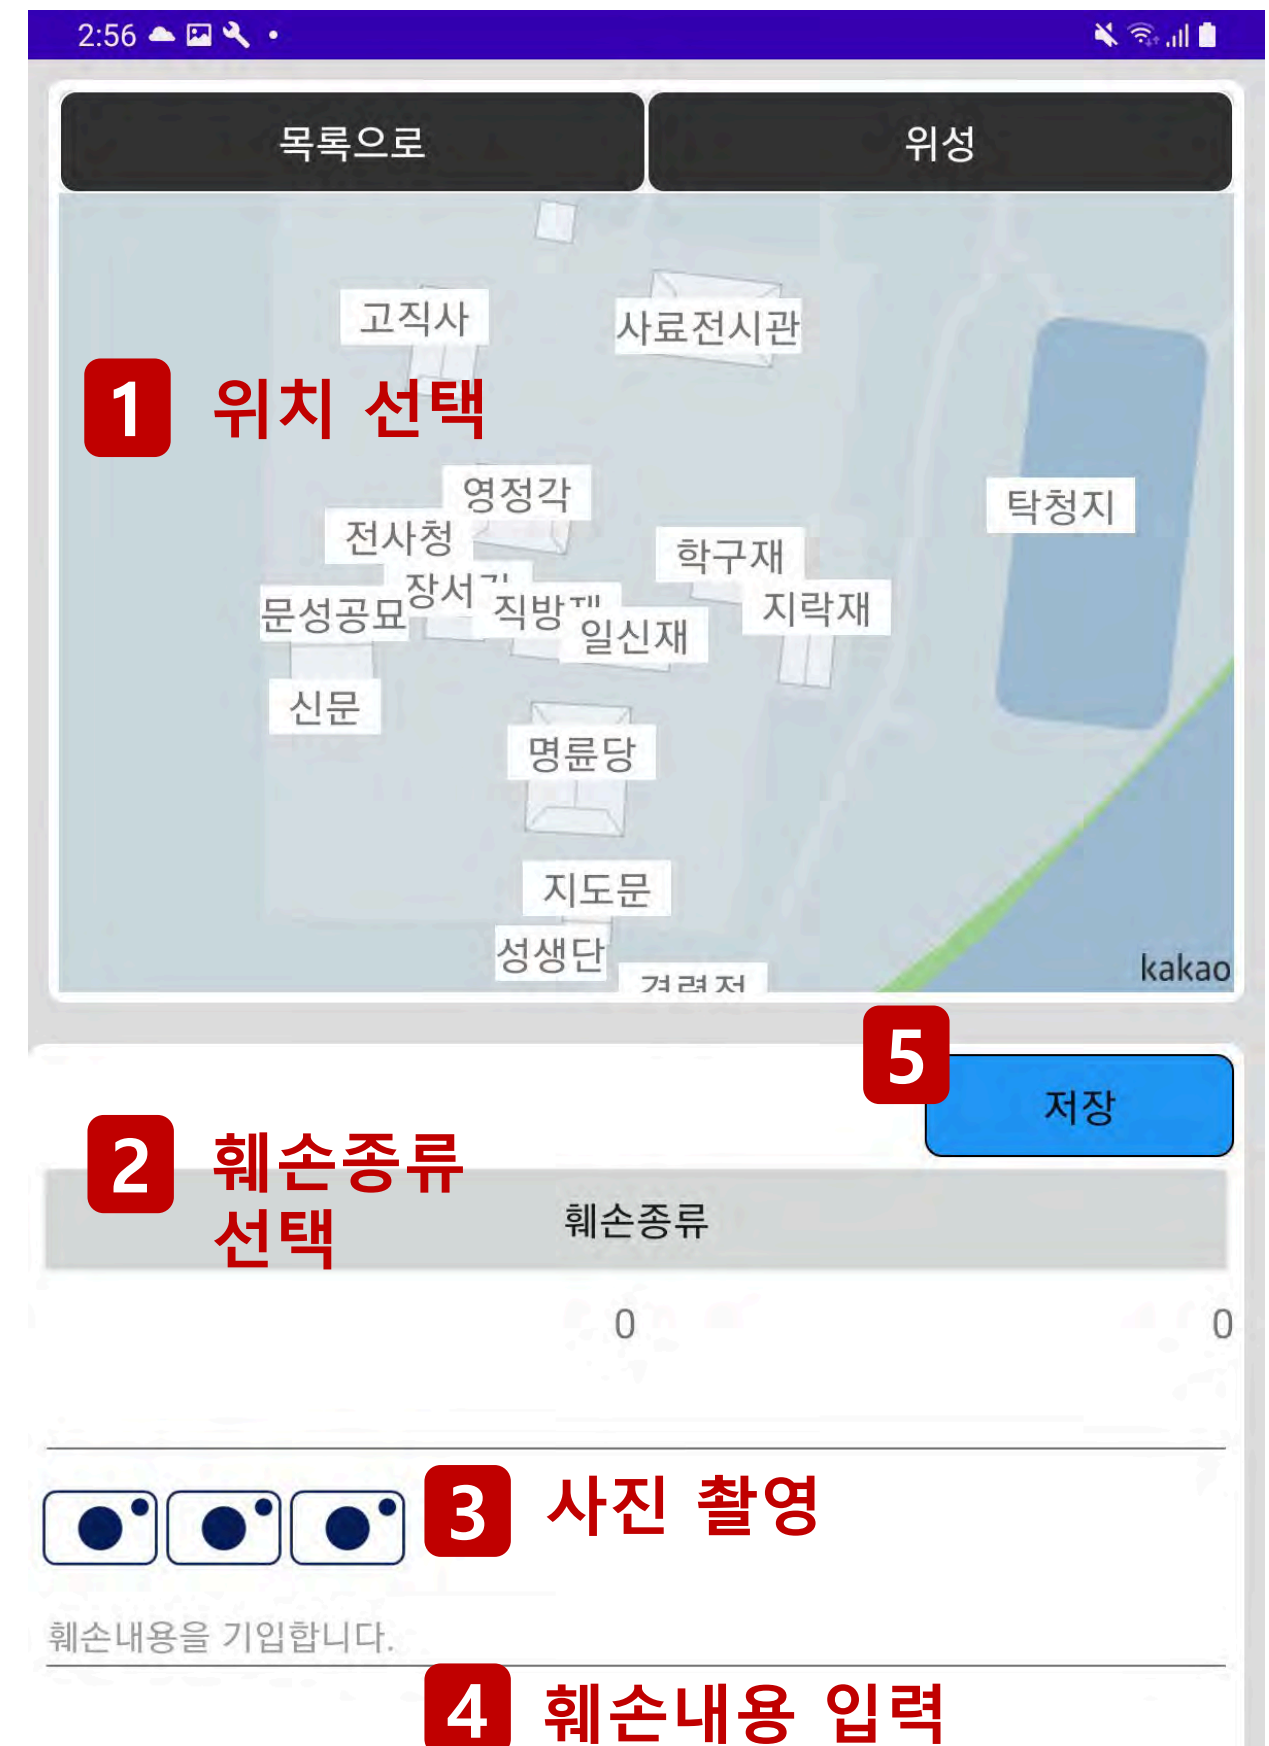 2:56
목록으로 위성
고직사 사료전시관
1 위치 선택
영정각 탁청지
전사청 학구재
문성공묘 장서 직방 일신재 지락재
신문
명륜당
지도문
성생단
kakao
5 저장
2 훼손종류
선택
훼손종류
0 0
3 사진 촬영
훼손내용을 기입합니다.
4 훼손내용 입력